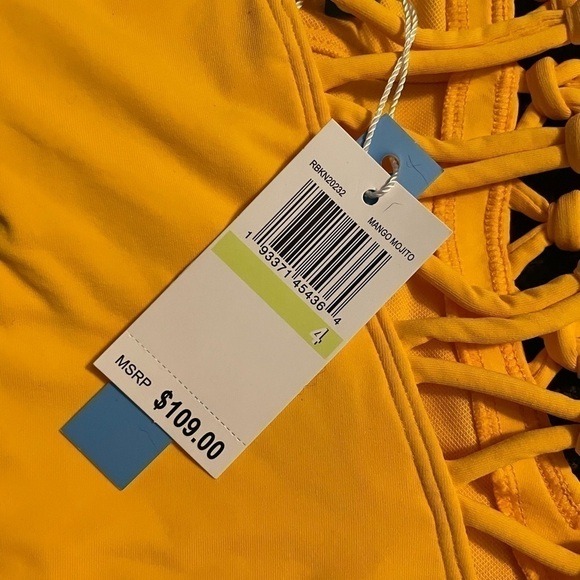 RBKN20232
MANGO MOJITO
1 93371 45436 4
4
MSRP
$109.00